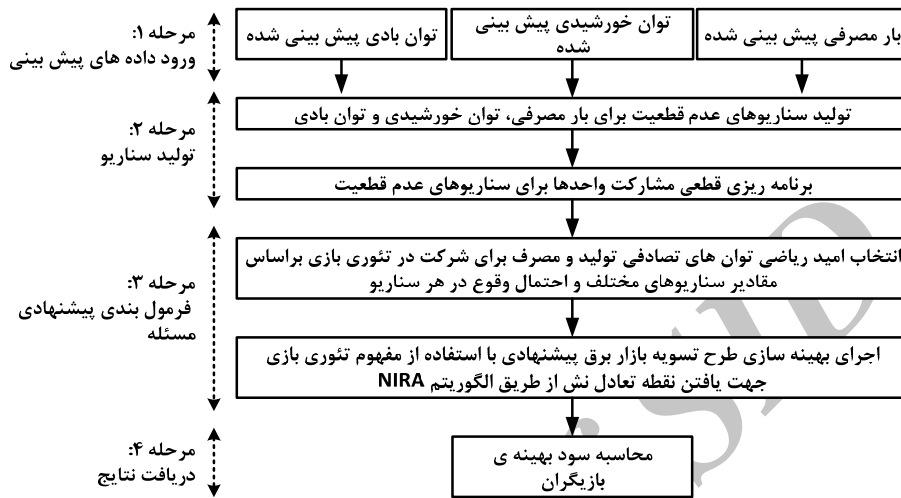 مرحله ۱:
ورود داده های پیش بینی
بار مصرفی پیش بینی شده
توان خورشیدی پیش بینی
شده
توان بادی پیش بینی شده
مرحله ۲:
تولید سناریو
تولید سناریوهای عدم قطعیت برای بار مصرفی، توان خورشیدی و توان بادی
برنامه ریزی قطعی مشارکت واحدها برای سناریوهای عدم قطعیت
مرحله ۳:
فرمول بندی پیشنهادی
مسئله
انتخاب امید ریاضی توان های تصادفی تولید و مصرف برای شرکت در تئوری بازی براساس
مقادیر سناریوهای مختلف و احتمال وقوع در هر سناریو
اجرای بهینه سازی طرح تسویه بازار برق پیشنهادی با استفاده از مفهوم تئوری بازی
جهت یافتن نقطه تعادل نش از طریق الگوریتم NIRA
مرحله ۴:
دریافت نتایج
محاسبه سود بهینه ی
بازیگران